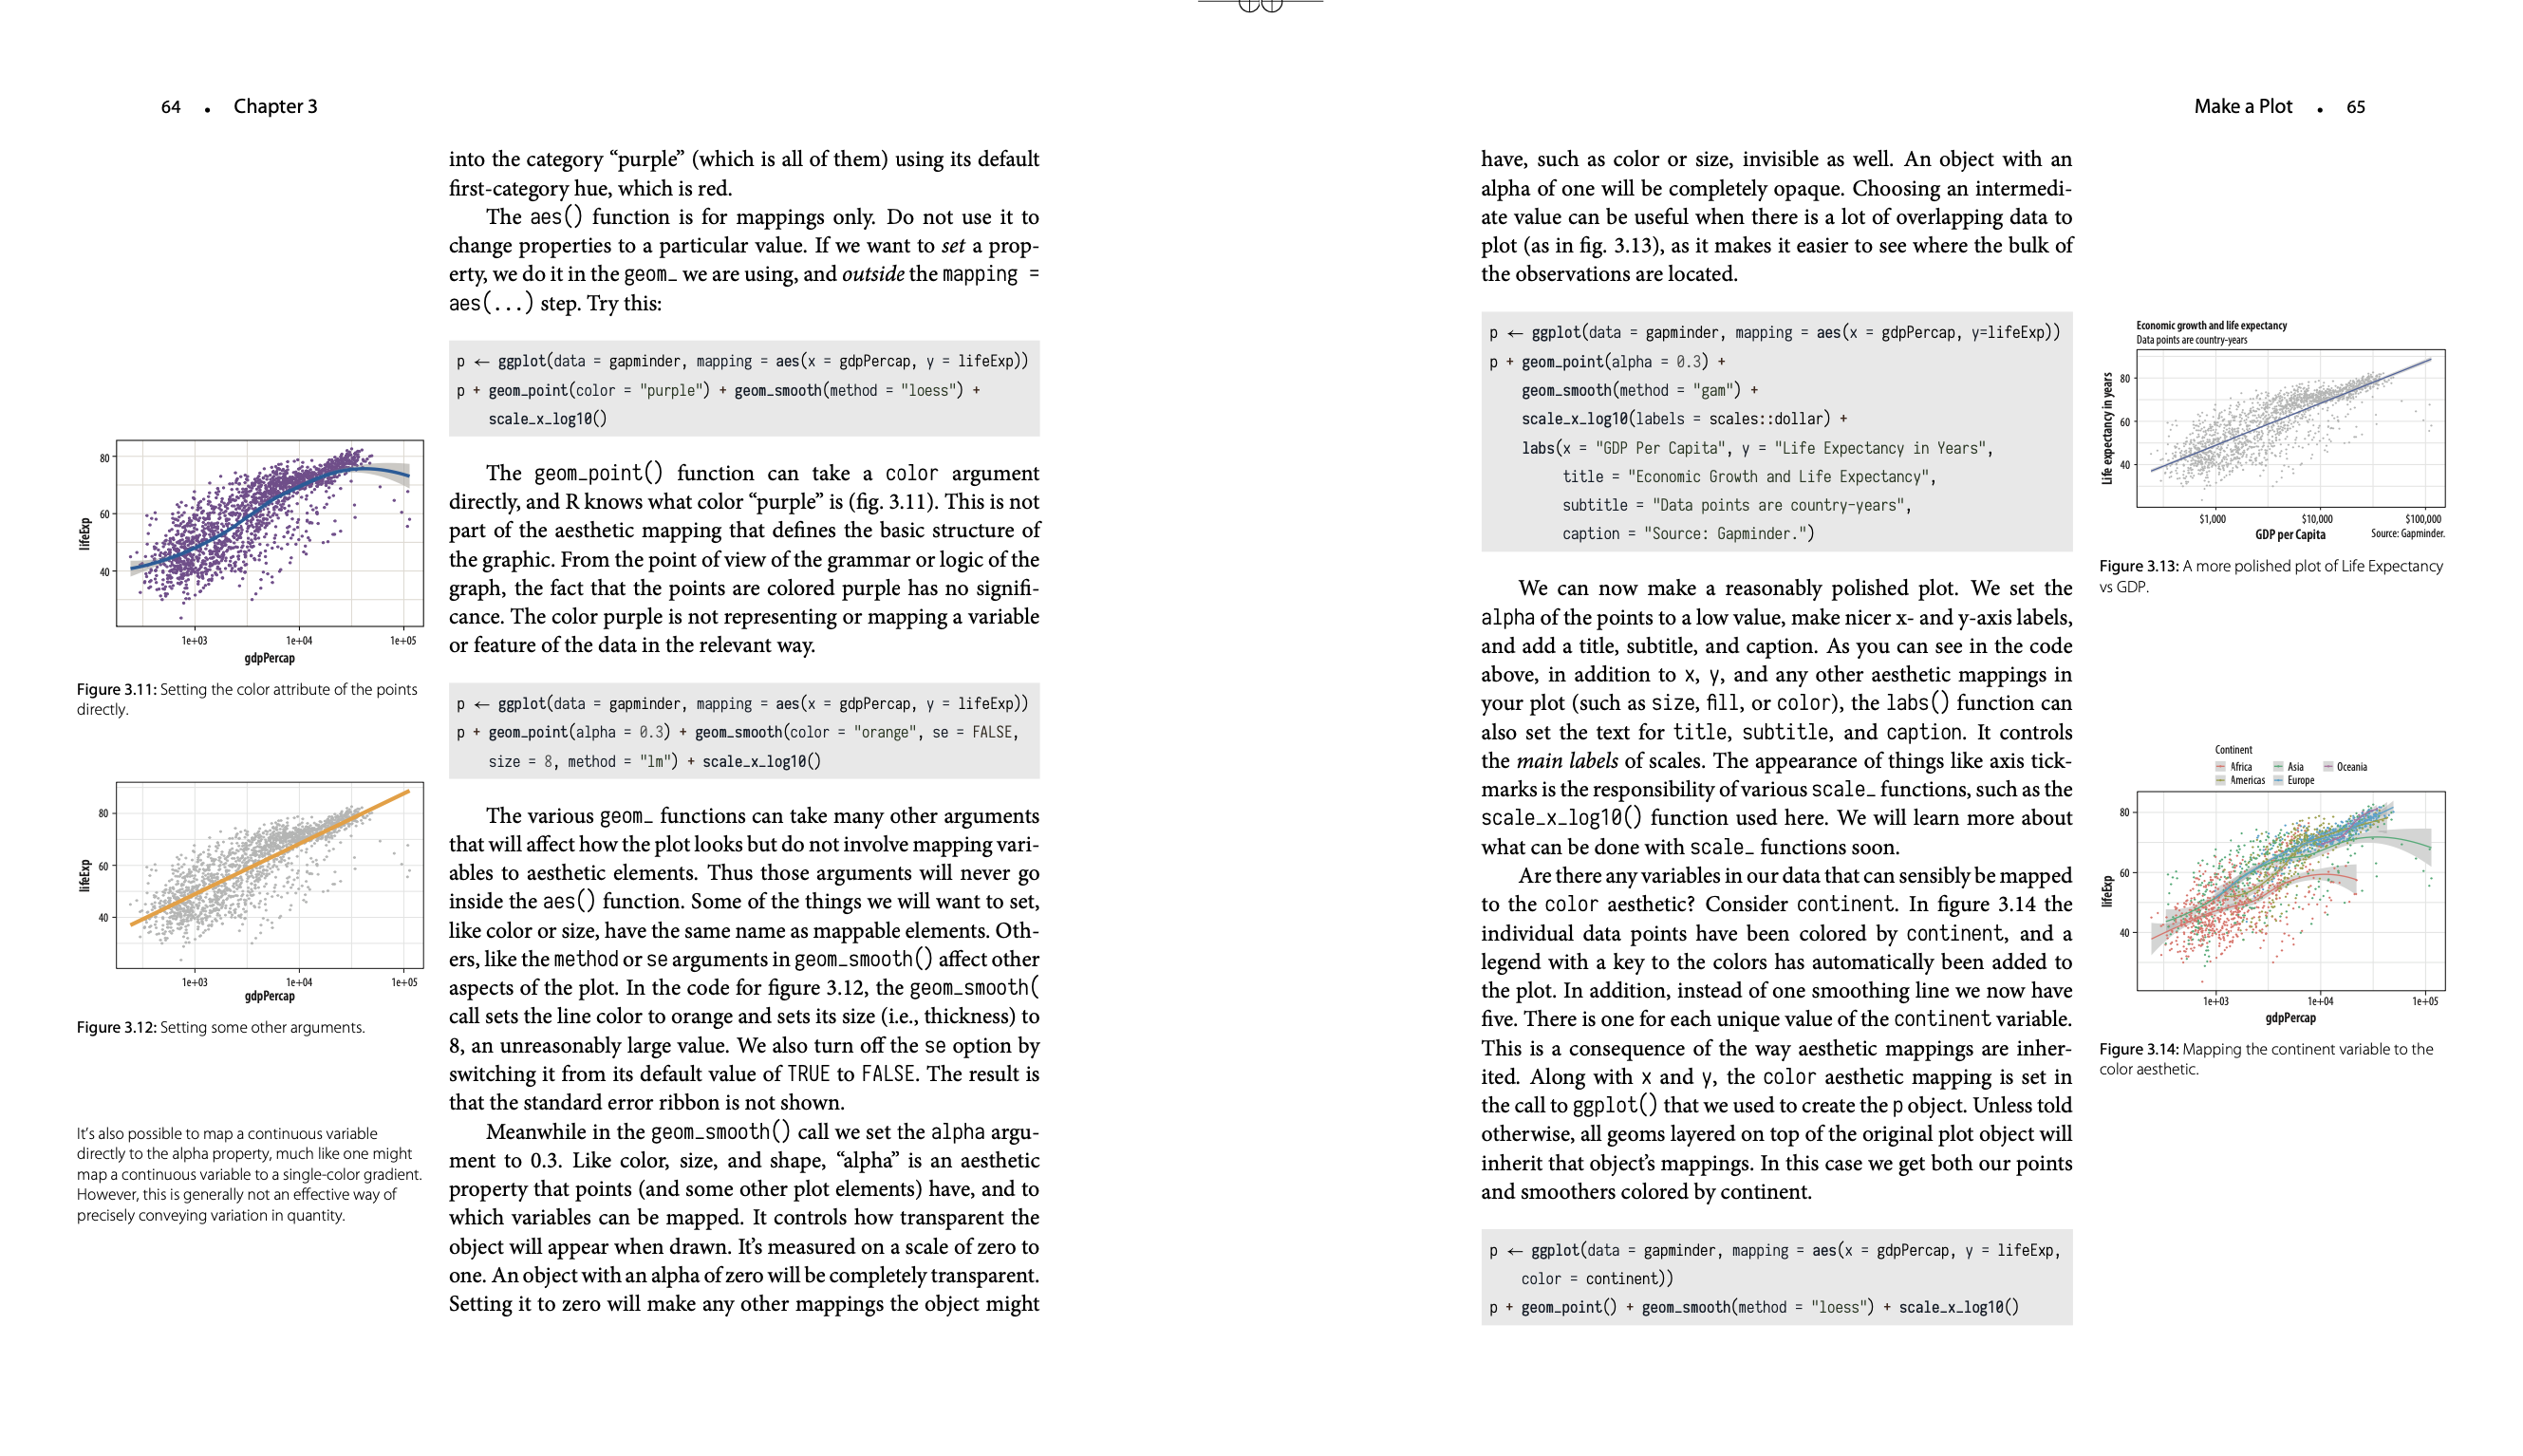 64 • Chapter 3
into the category “purple” (which is all of them) using its default
first-category hue, which is red.
The aes() function is for mappings only. Do not use it to
change properties to a particular value. If we want to set a prop-
erty, we do it in the geom_ we are using, and outside the mapping =
aes(...) step. Try this:
p ← ggplot(data = gapminder, mapping = aes(x = gdpPercap, y = lifeExp))
p + geom_point(color = "purple") + geom_smooth(method = "loess") +
scale_x_log10()
80
60
40
lifeExp
1e+03 1e+04 1e+05
gdpPercap
Figure 3.11: Setting the color attribute of the points
directly.
The geom_point() function can take a color argument
directly, and R knows what color “purple” is (fig. 3.11). This is not
part of the aesthetic mapping that defines the basic structure of
the graphic. From the point of view of the grammar or logic of the
graph, the fact that the points are colored purple has no signifi-
cance. The color purple is not representing or mapping a variable
or feature of the data in the relevant way.
p ← ggplot(data = gapminder, mapping = aes(x = gdpPercap, y = lifeExp))
p + geom_point(alpha = 0.3) + geom_smooth(color = "orange", se = FALSE,
size = 8, method = "lm") + scale_x_log10()
80
60
40
lifeExp
1e+03 1e+04 1e+05
gdpPercap
Figure 3.12: Setting some other arguments.
The various geom_ functions can take many other arguments
that will affect how the plot looks but do not involve mapping vari-
ables to aesthetic elements. Thus those arguments will never go
inside the aes() function. Some of the things we will want to set,
like color or size, have the same name as mappable elements. Oth-
ers, like the method or se arguments in geom_smooth() affect other
aspects of the plot. In the code for figure 3.12, the geom_smooth(
call sets the line color to orange and sets its size (i.e., thickness) to
8, an unreasonably large value. We also turn off the se option by
switching it from its default value of TRUE to FALSE. The result is
that the standard error ribbon is not shown.
Meanwhile in the geom_smooth() call we set the alpha argu-
ment to 0.3. Like color, size, and shape, “alpha” is an aesthetic
property that points (and some other plot elements) have, and to
which variables can be mapped. It controls how transparent the
object will appear when drawn. It’s measured on a scale of zero to
one. An object with an alpha of zero will be completely transparent.
Setting it to zero will make any other mappings the object might
It’s also possible to map a continuous variable
directly to the alpha property, much like one might
map a continuous variable to a single-color gradient.
However, this is generally not an effective way of
precisely conveying variation in quantity.
Make a Plot • 65
have, such as color or size, invisible as well. An object with an
alpha of one will be completely opaque. Choosing an intermedi-
ate value can be useful when there is a lot of overlapping data to
plot (as in fig. 3.13), as it makes it easier to see where the bulk of
the observations are located.
p ← ggplot(data = gapminder, mapping = aes(x = gdpPercap, y=lifeExp))
p + geom_point(alpha = 0.3) +
geom_smooth(method = "gam") +
scale_x_log10(labels = scales::dollar) +
labs(x = "GDP Per Capita", y = "Life Expectancy in Years",
title = "Economic Growth and Life Expectancy",
subtitle = "Data points are country-years",
caption = "Source: Gapminder.")
Economic growth and life expectancy
Data points are country-years
80
60
40
Life expectancy in years
$1,000 $10,000 $100,000
GDP per Capita
Source: Gapminder.
Figure 3.13: A more polished plot of Life Expectancy
vs GDP.
We can now make a reasonably polished plot. We set the
alpha of the points to a low value, make nicer x- and y-axis labels,
and add a title, subtitle, and caption. As you can see in the code
above, in addition to x, y, and any other aesthetic mappings in
your plot (such as size, fill, or color), the labs() function can
also set the text for title, subtitle, and caption. It controls
the main labels of scales. The appearance of things like axis tick-
marks is the responsibility of various scale_ functions, such as the
scale_x_log10() function used here. We will learn more about
what can be done with scale_ functions soon.
Are there any variables in our data that can sensibly be mapped
to the color aesthetic? Consider continent. In figure 3.14 the
individual data points have been colored by continent, and a
legend with a key to the colors has automatically been added to
the plot. In addition, instead of one smoothing line we now have
five. There is one for each unique value of the continent variable.
This is a consequence of the way aesthetic mappings are inher-
ited. Along with x and y, the color aesthetic mapping is set in
the call to ggplot() that we used to create the p object. Unless told
otherwise, all geoms layered on top of the original plot object will
inherit that object’s mappings. In this case we get both our points
and smoothers colored by continent.
Continent
Africa Asia Oceania
Americas Europe
80
60
40
lifeExp
1e+03 1e+04 1e+05
gdpPercap
Figure 3.14: Mapping the continent variable to the
color aesthetic.
p ← ggplot(data = gapminder, mapping = aes(x = gdpPercap, y = lifeExp,
color = continent))
p + geom_point() + geom_smooth(method = "loess") + scale_x_log10()